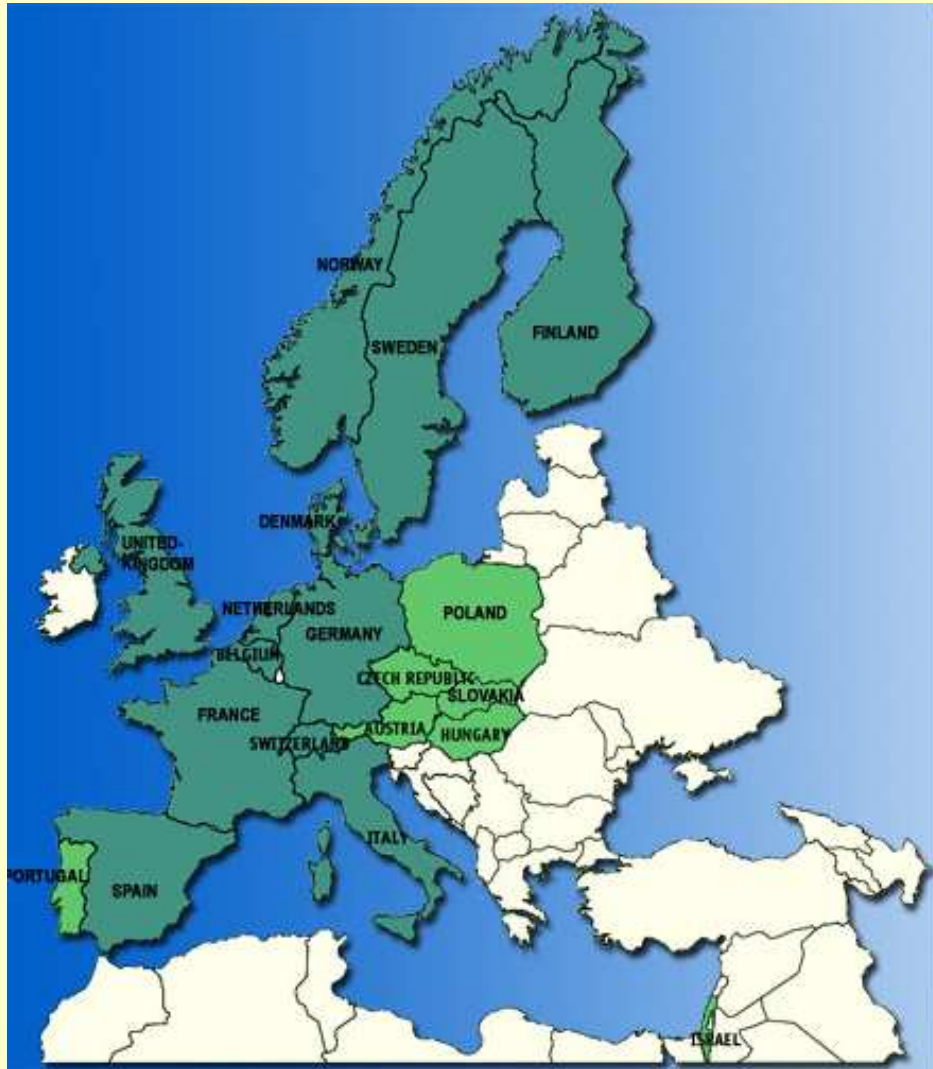 NORWAY
SWEDEN
FINLAND
DENMARK
UNITED-
KINGDOM
NETHERLANDS
GERMANY
POLAND
BELGIUM
CZECH REPUBLIC
SLOVAKIA
FRANCE
AUSTRIA
HUNGARY
SWITZERLAND
ITALY
PORTUGAL
SPAIN
ISRAEL